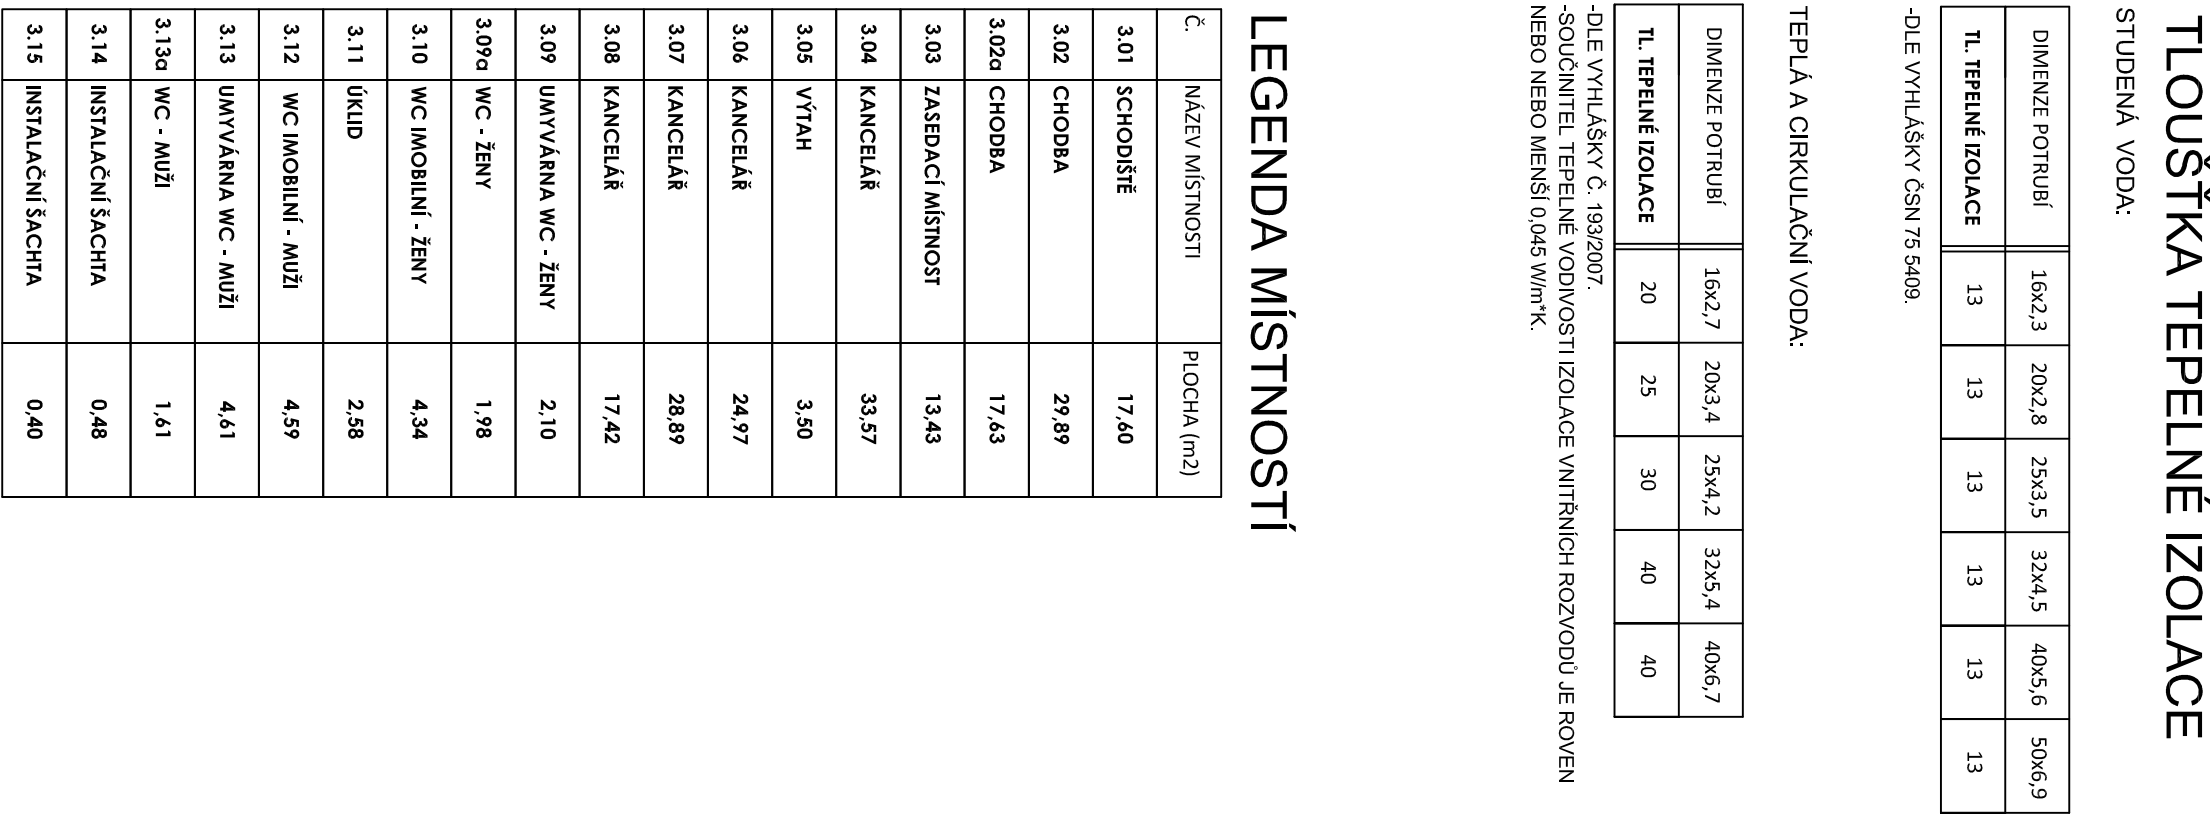 TLOUŠŤKA TEPELNÉ IZOLACE
STUDENÁ VODA:
DIMENZE POTRUBÍ 16x2,3 20x2,8 25x3,5 32x4,5 40x5,6 50x6,9
TL. TEPELNÉ IZOLACE 13 13 13 13 13 13
-DLE VYHLÁŠKY ČSN 75 5409.
TEPLÁ A CIRKULAČNÍ VODA:
DIMENZE POTRUBÍ 16x2,7 20x3,4 25x4,2 32x5,4 40x6,7
TL. TEPELNÉ IZOLACE 20 25 30 40 40
-DLE VYHLÁŠKY Č. 193/2007.
-SOUČINITEL TEPELNÉ VODIVOSTI IZOLACE VNITŘNÍCH ROZVODŮ JE ROVEN
NEBO NEBO MENŠÍ 0,045 W/m*K.
LEGENDA MÍSTNOSTÍ
Č. NÁZEV MÍSTNOSTI PLOCHA (m2)
3.01 SCHODIŠTĚ 17,60
3.02 CHODBA 29,89
3.02a CHODBA 17,63
3.03 ZASEDACÍ MÍSTNOST 13,43
3.04 KANCELÁŘ 33,57
3.05 VÝTAH 3,50
3.06 KANCELÁŘ 24,97
3.07 KANCELÁŘ 28,89
3.08 KANCELÁŘ 17,42
3.09 UMYVÁRNA WC - ŽENY 2,10
3.09a WC - ŽENY 1,98
3.10 WC IMOBILNÍ - ŽENY 4,34
3.11 ÚKLID 2,58
3.12 WC IMOBILNÍ - MUŽI 4,59
3.13 UMYVÁRNA WC - MUŽI 4,61
3.13a WC - MUŽI 1,61
3.14 INSTALAČNÍ ŠACHTA 0,48
3.15 INSTALAČNÍ ŠACHTA 0,40